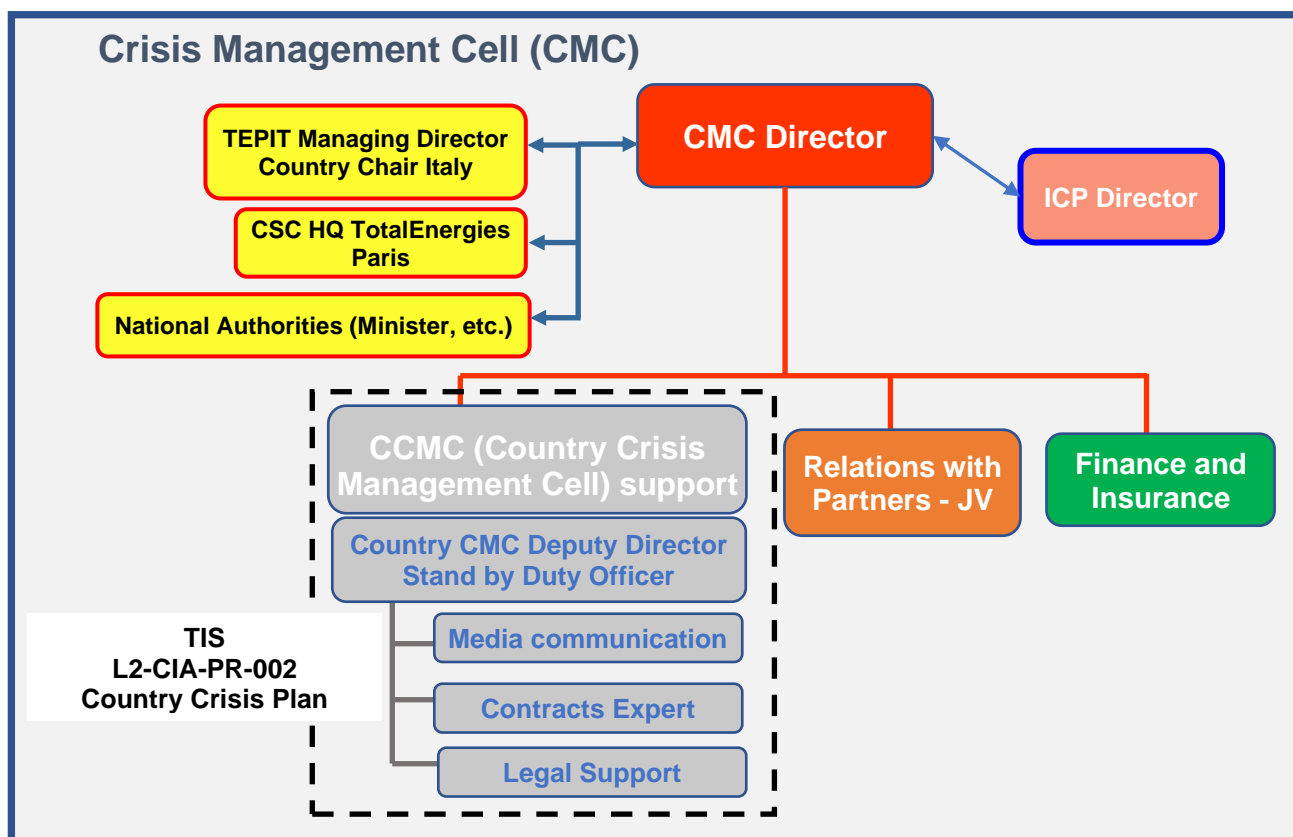 Crisis Management Cell (CMC)
TEPIT Managing Director
Country Chair Italy
CMC Director
ICP Director
CSC HQ TotalEnergies
Paris
National Authorities (Minister, etc.)
CCMC (Country Crisis
Management Cell) support
Relations with
Partners - JV
Finance and
Insurance
Country CMC Deputy Director
Stand by Duty Officer
TIS
L2-CIA-PR-002
Country Crisis Plan
Media communication
Contracts Expert
Legal Support